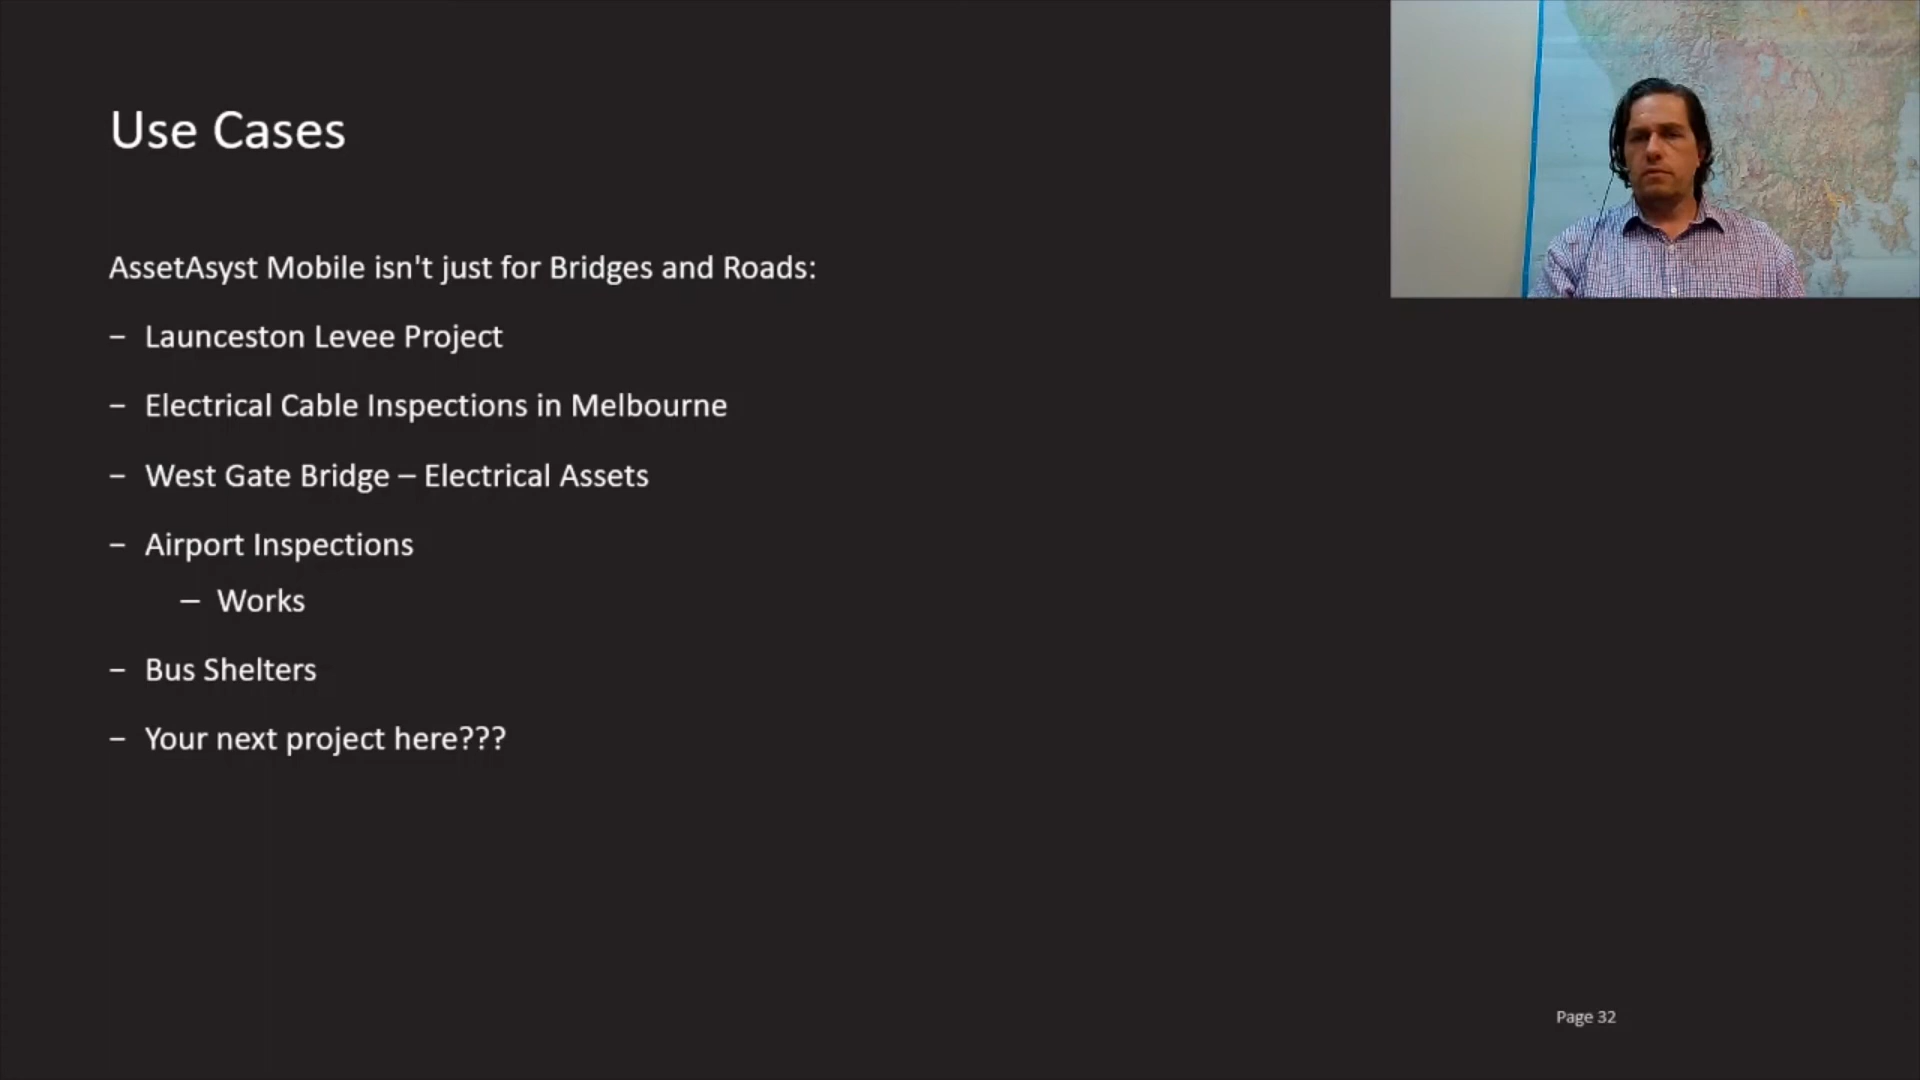 Use Cases
AssetAsyst Mobile isn't just for Bridges and Roads:
– Launceston Levee Project
– Electrical Cable Inspections in Melbourne
– West Gate Bridge – Electrical Assets
– Airport Inspections
– Works
– Bus Shelters
– Your next project here???
Page 32